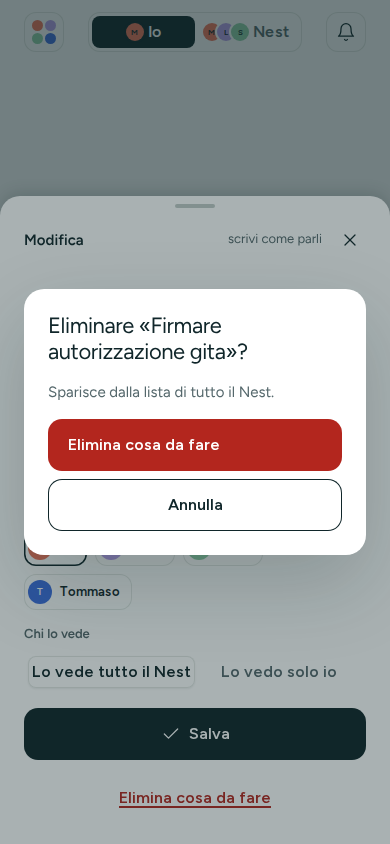 M Io
M L S Nest
Modifica
scrivi come parli
Eliminare «Firmare
autorizzazione gita»?
Sparisce dalla lista di tutto il Nest.
Elimina cosa da fare
Annulla
T Tommaso
Chi lo vede
Lo vede tutto il Nest
Lo vedo solo io
Salva
Elimina cosa da fare